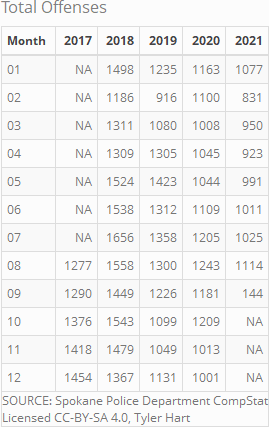 Total Offenses
Month 2017 2018 2019 2020 2021
01 NA 1498 1235 1163 1077
02 NA 1186 916 1100 831
03 NA 1311 1080 1008 950
04 NA 1309 1305 1045 923
05 NA 1524 1423 1044 991
06 NA 1538 1312 1109 1011
07 NA 1656 1358 1205 1025
08 1277 1558 1300 1243 1114
09 1290 1449 1226 1181 144
10 1376 1543 1099 1209 NA
11 1418 1479 1049 1013 NA
12 1454 1367 1131 1001 NA
SOURCE: Spokane Police Department CompStat
Licensed CC-BY-SA 4.0, Tyler Hart